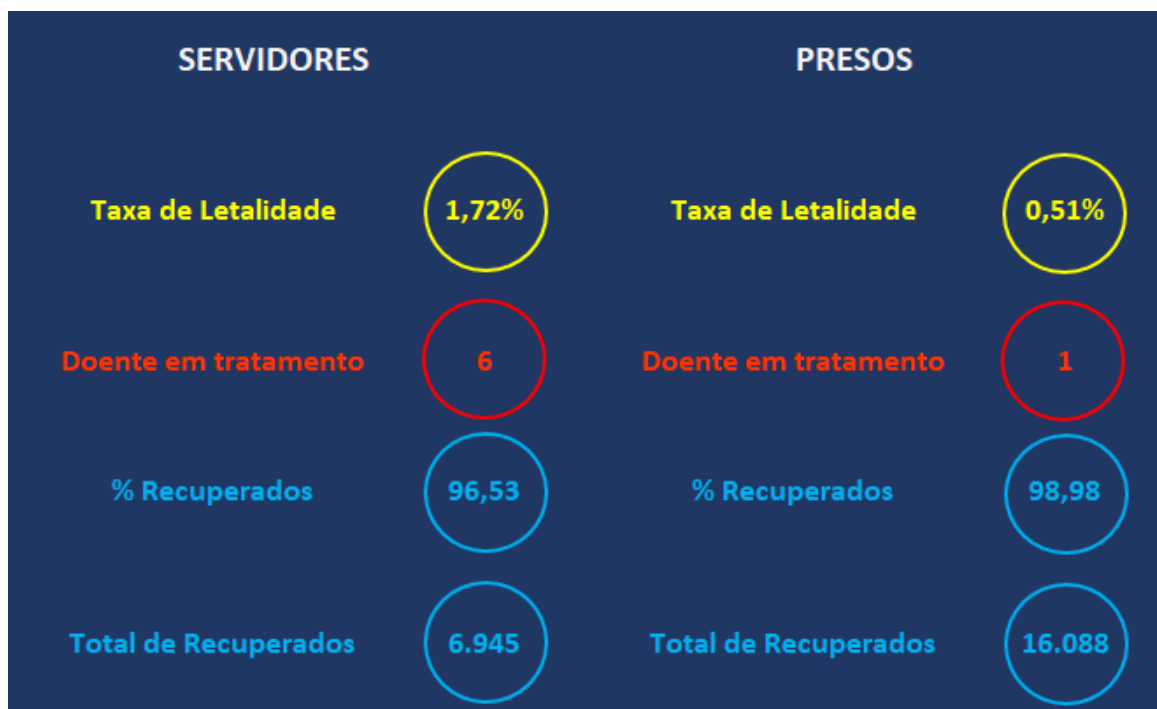 SERVIDORES
Taxa de Letalidade 1,72%
Doente em tratamento 6
% Recuperados 96,53
Total de Recuperados 6.945
PRESOS
Taxa de Letalidade 0,51%
Doente em tratamento 1
% Recuperados 98,98
Total de Recuperados 16.088